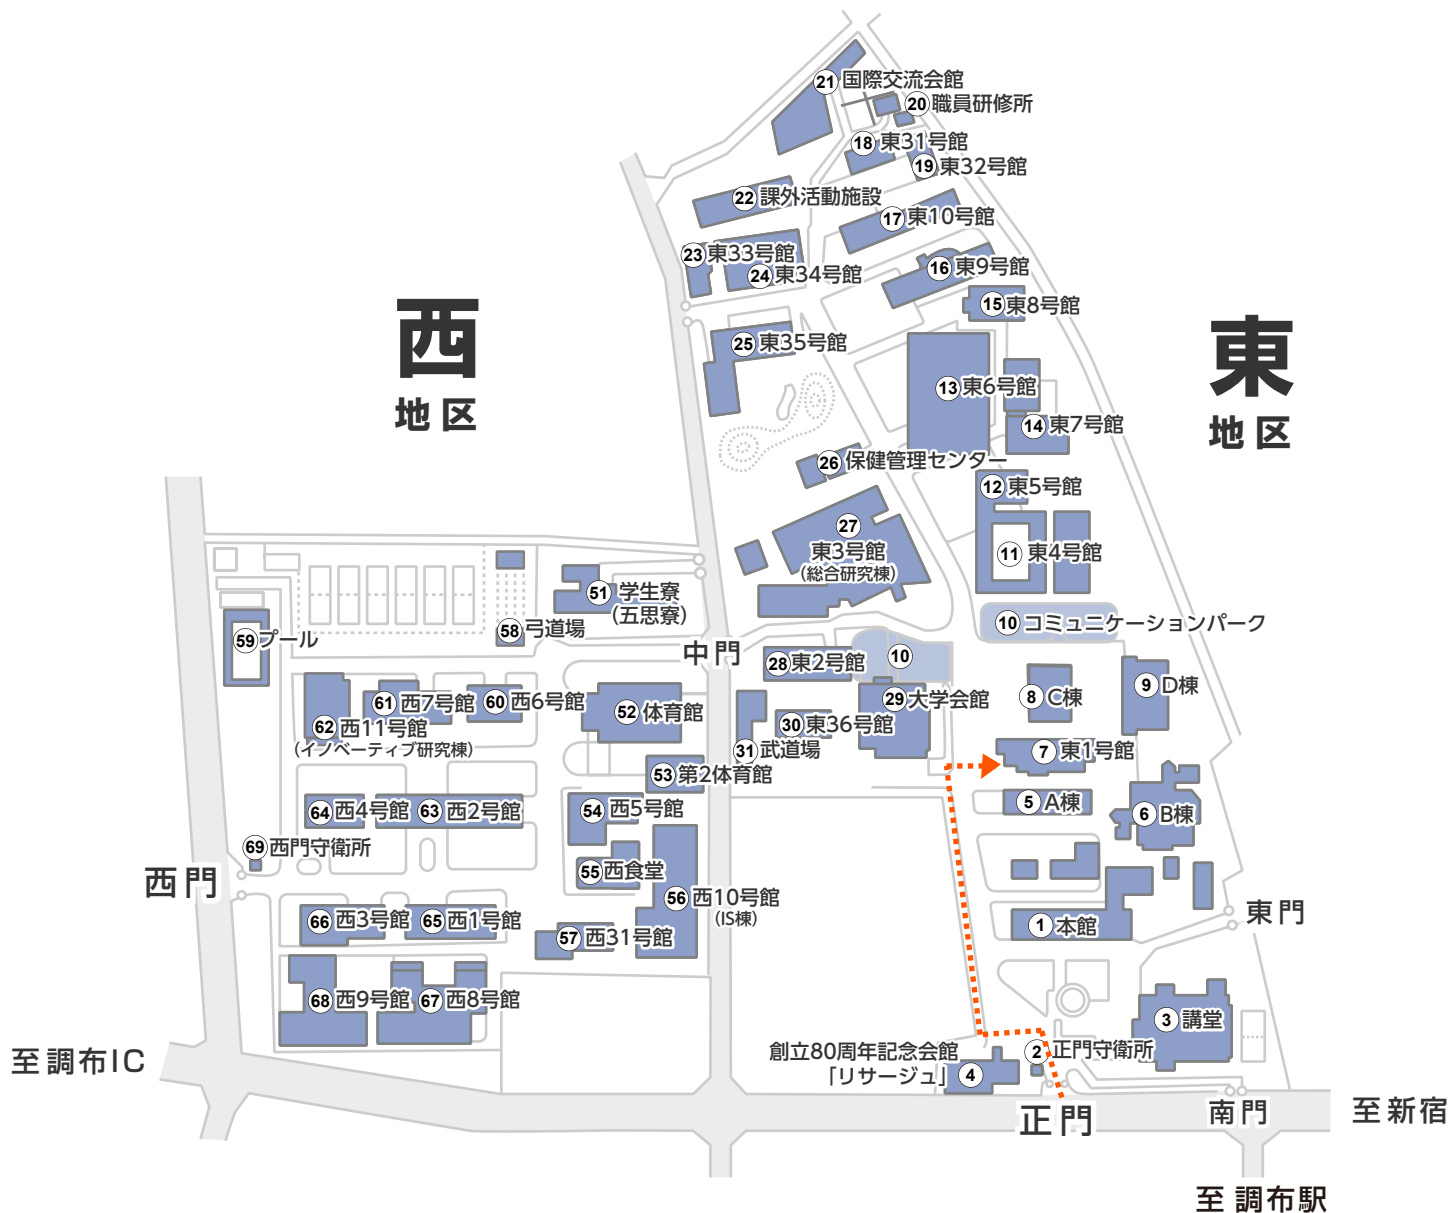 21 国際交流会館
20 職員研修所
18 東31号館
19 東32号館
22 課外活動施設
17 東10号館
23 東33号館
24 東34号館
16 東9号館
15 東8号館
西
地区
東
地区
25 東35号館
13 東6号館
14 東7号館
26 保健管理センター
12 東5号館
27
東3号館
(総合研究棟)
11 東4号館
51 学生寮
(五思寮)
10 コミュニケーションパーク
58 弓道場
59 プール
中門
28 東2号館
10
8 C棟
9 D棟
61 西7号館
60 西6号館
62 西11号館
(イノベーティブ研究棟)
52 体育館
29 大学会館
30 東36号館
31 武道場
7 東1号館
53 第2体育館
5 A棟
6 B棟
64 西4号館
63 西2号館
54 西5号館
69 西門守衛所
西門
55 西食堂
56 西10号館
(IS棟)
66 西3号館
65 西1号館
57 西31号館
1 本館
東門
68 西9号館
67 西8号館
3 講堂
至調布IC
創立80周年記念会館
「リサージュ」 4
2 正門守衛所
正門
南門
至新宿
至 調布駅